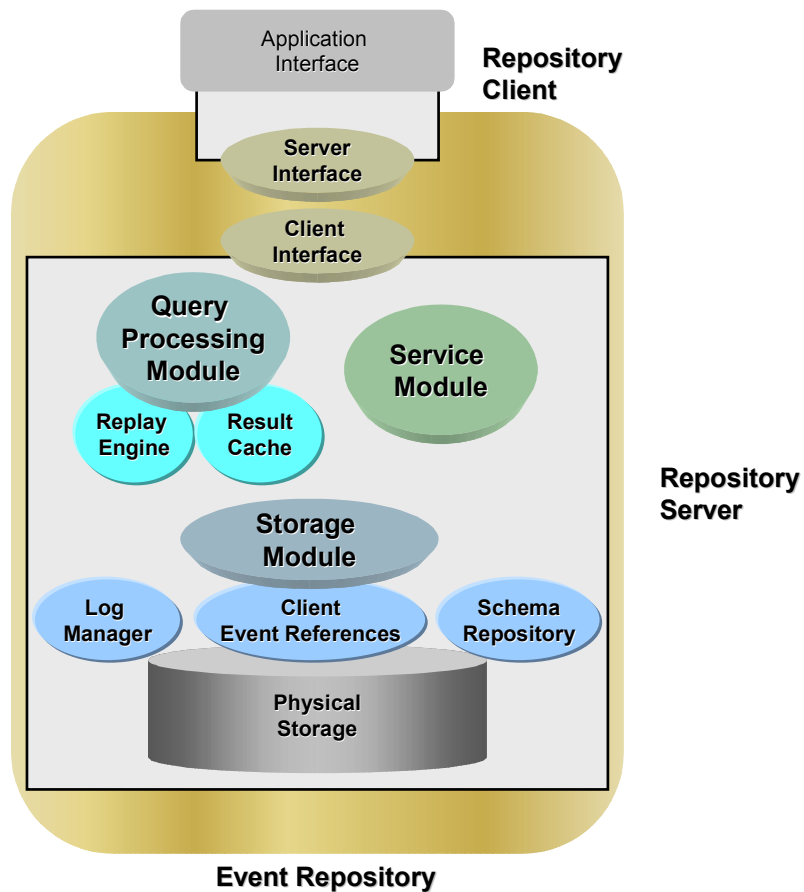 Application
Interface
Repository
Client
Server
Interface
Client
Interface
Query
Processing
Module
Service
Module
Replay
Engine
Result
Cache
Repository
Server
Storage
Module
Log
Manager
Client
Event References
Schema
Repository
Physical
Storage
Event Repository